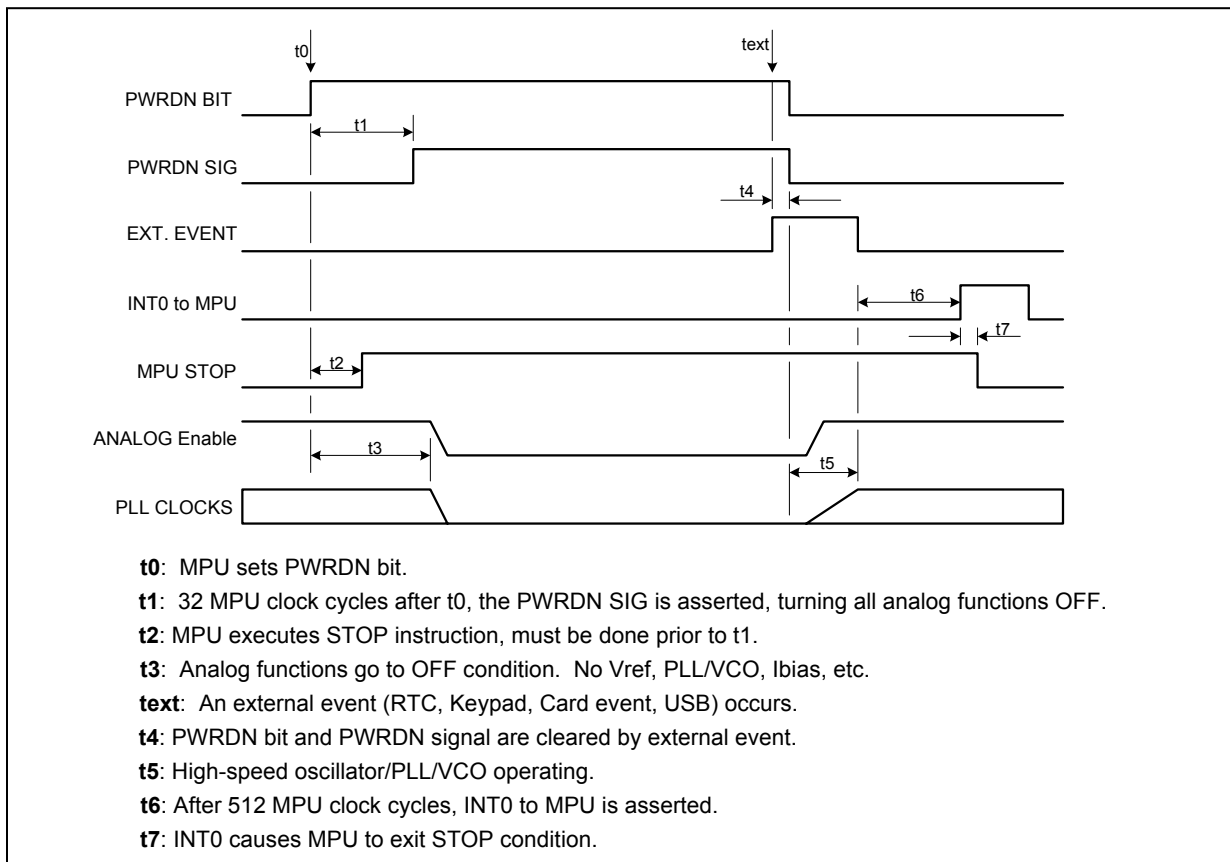 t0
text
PWRDN BIT
t1
PWRDN SIG
t4
EXT. EVENT
t6
INT0 to MPU
t7
t2
MPU STOP
ANALOG Enable
t3
t5
PLL CLOCKS
t0: MPU sets PWRDN bit.
t1: 32 MPU clock cycles after t0, the PWRDN SIG is asserted, turning all analog functions OFF.
t2: MPU executes STOP instruction, must be done prior to t1.
t3: Analog functions go to OFF condition. No Vref, PLL/VCO, Ibias, etc.
text: An external event (RTC, Keypad, Card event, USB) occurs.
t4: PWRDN bit and PWRDN signal are cleared by external event.
t5: High-speed oscillator/PLL/VCO operating.
t6: After 512 MPU clock cycles, INT0 to MPU is asserted.
t7: INT0 causes MPU to exit STOP condition.